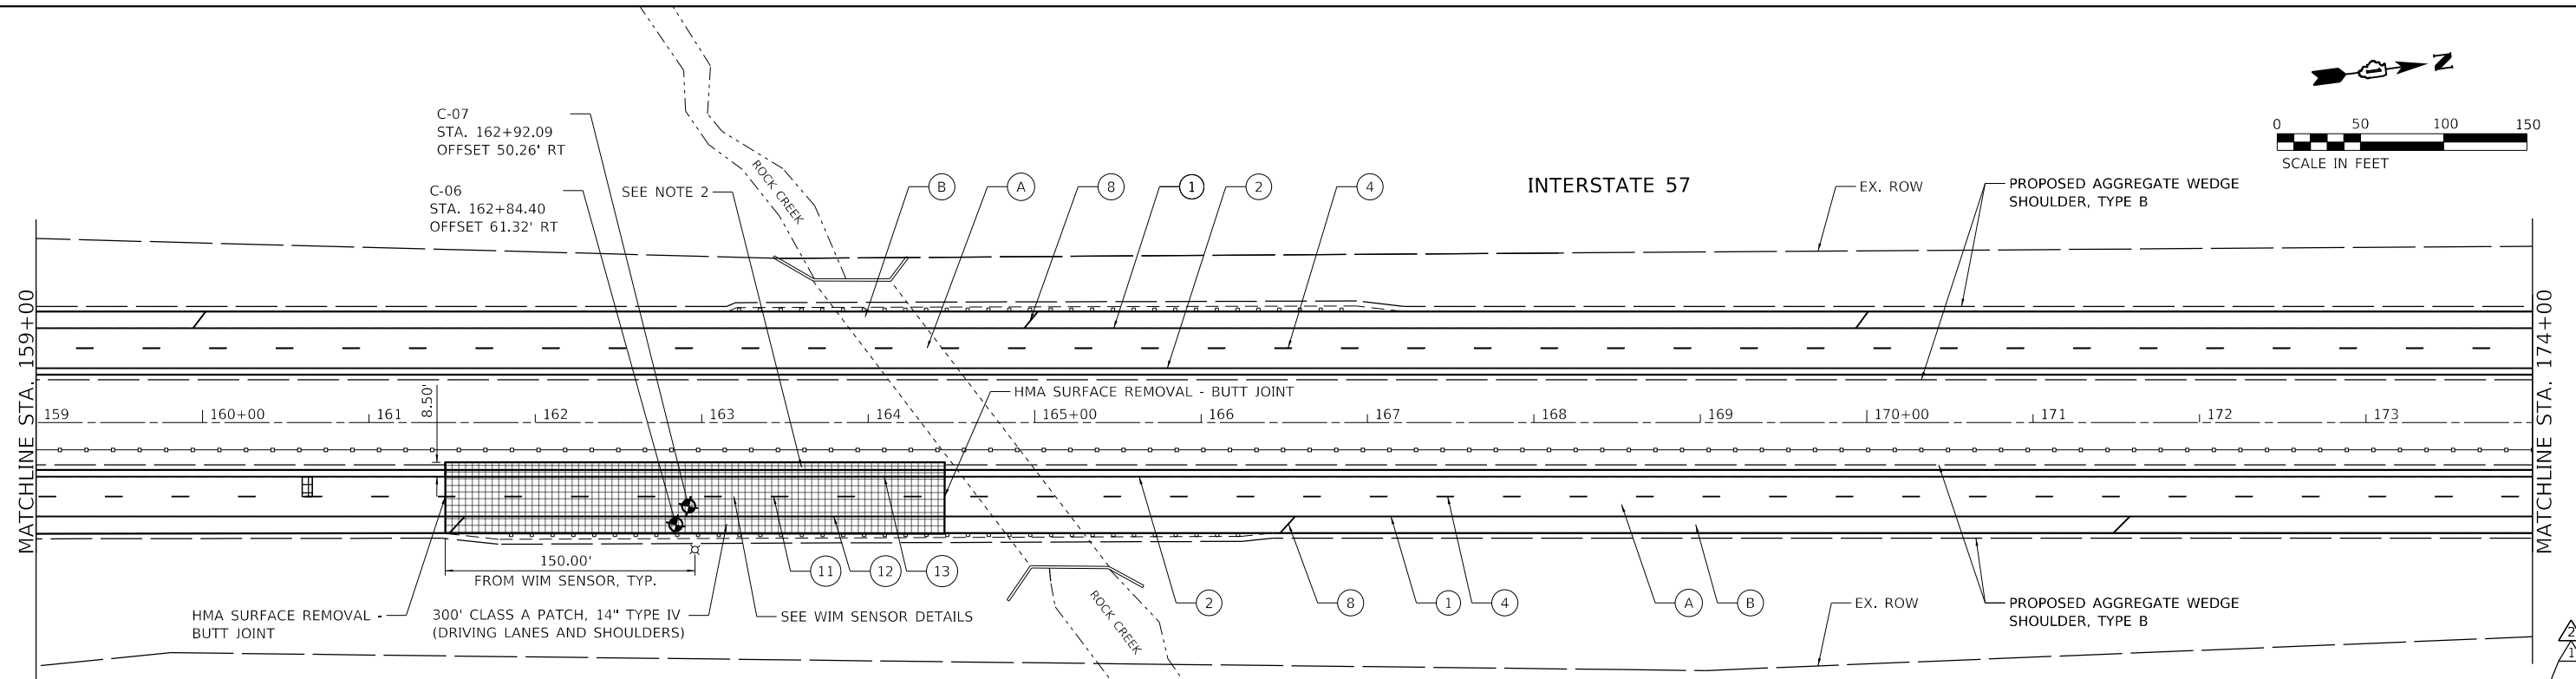 N
0 50 100 150
SCALE IN FEET
C-07
STA. 162+92.09
OFFSET 50.26' RT
C-06
STA. 162+84.40
OFFSET 61.32' RT
SEE NOTE 2
ROCK CREEK
B
A
8
1
2
4
INTERSTATE 57
EX. ROW
PROPOSED AGGREGATE WEDGE
SHOULDER, TYPE B
MATCHLINE STA. 159+00
MATCHLINE STA. 174+00
HMA SURFACE REMOVAL - BUTT JOINT
8.50'
159 160+00 161 162 163 164 165+00 166 167 168 169 170+00 171 172 173
150.00'
FROM WIM SENSOR, TYP.
11
12
13
HMA SURFACE REMOVAL -
BUTT JOINT
300' CLASS A PATCH, 14" TYPE IV
(DRIVING LANES AND SHOULDERS)
SEE WIM SENSOR DETAILS
ROCK CREEK
2
8
1
4
A
B
EX. ROW
PROPOSED AGGREGATE WEDGE
SHOULDER, TYPE B
2
1